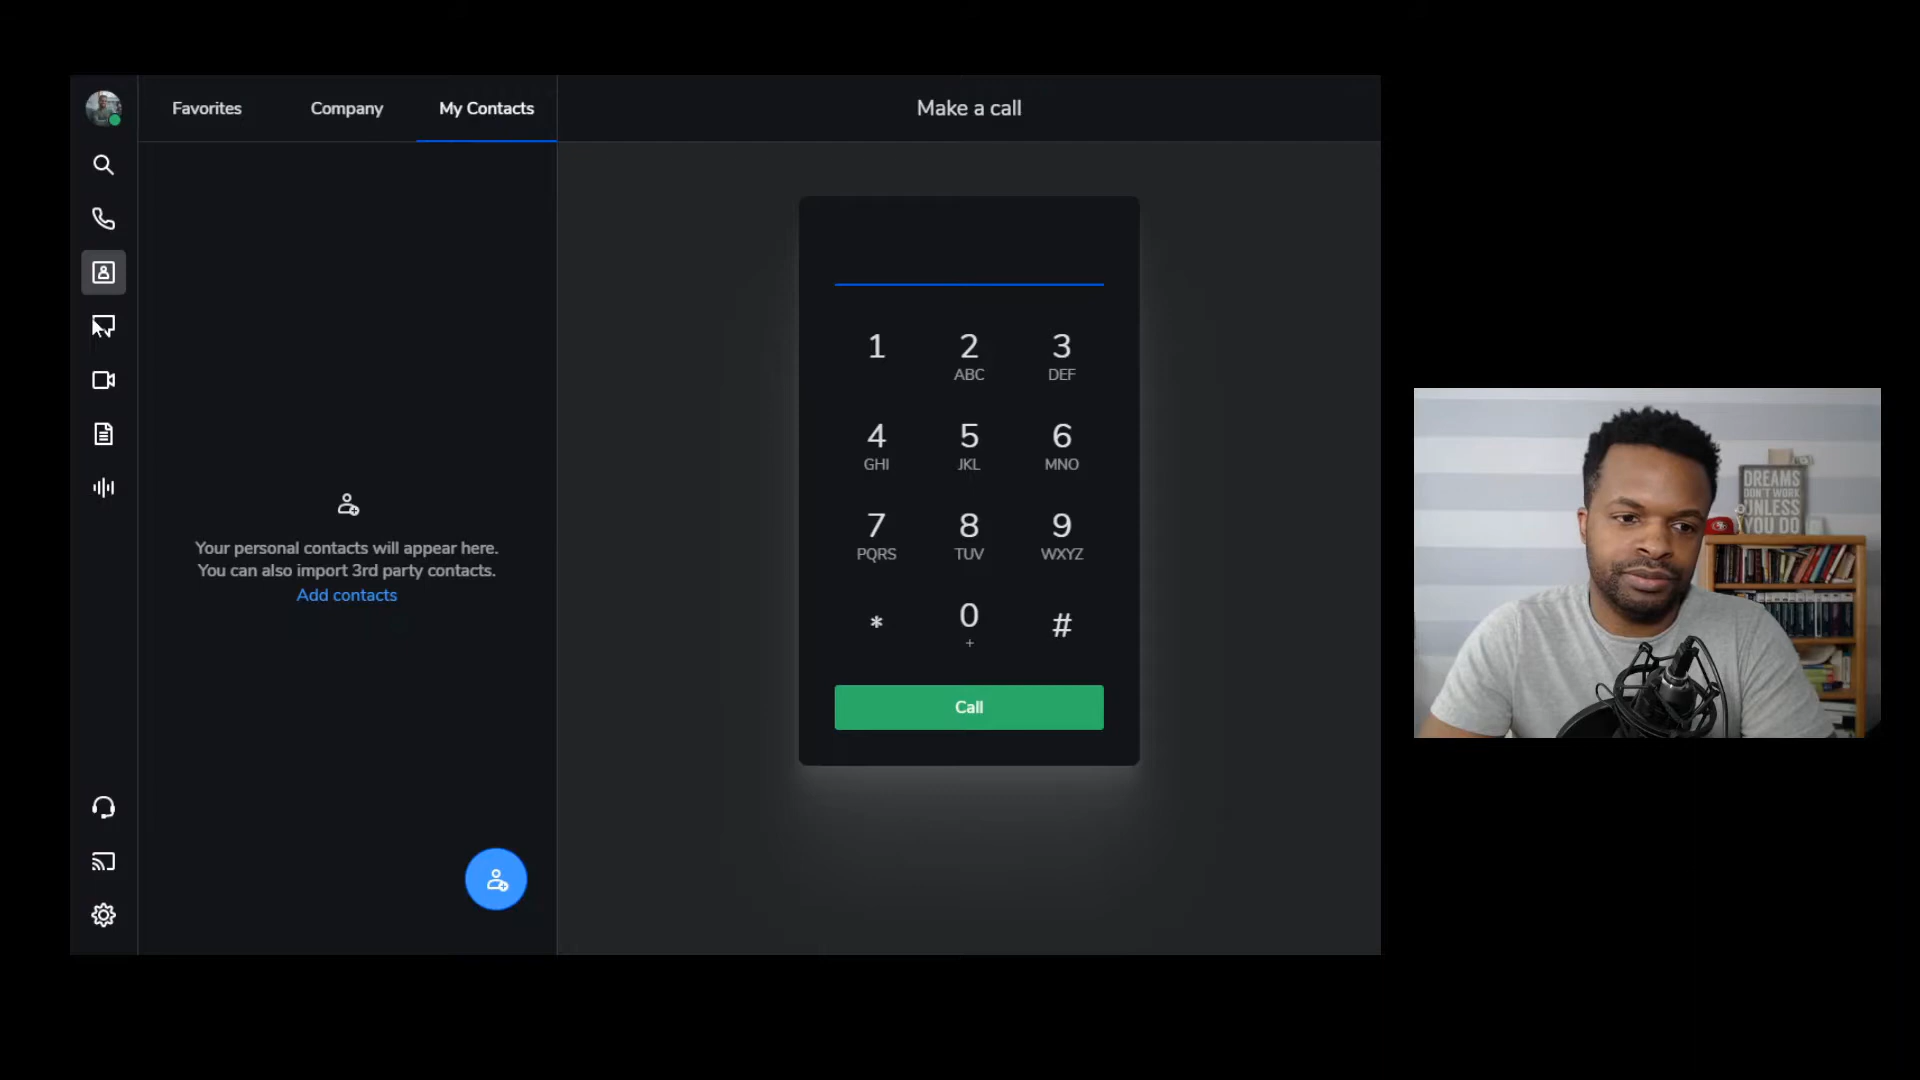 Favorites
Company
My Contacts
Make a call
Your personal contacts will appear here.
You can also import 3rd party contacts.
Add contacts
1
2
3
ABC
DEF
4
5
6
GHI
JKL
MNO
7
8
9
PQRS
TUV
WXYZ
*
0
#
+
Call
DREAMS
DON'T WORK
UNLESS
YOU DO